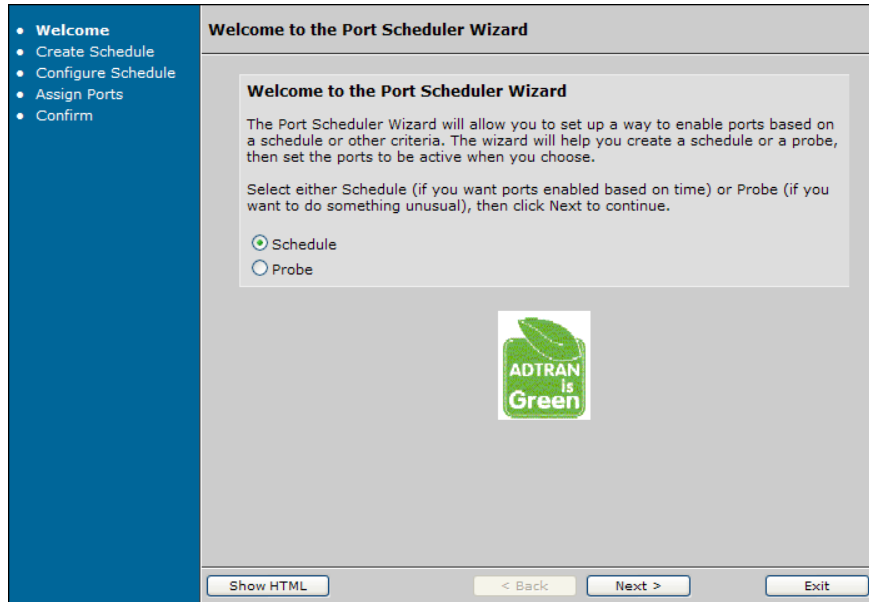 Welcome
Create Schedule
Configure Schedule
Assign Ports
Confirm
Welcome to the Port Scheduler Wizard
Welcome to the Port Scheduler Wizard
The Port Scheduler Wizard will allow you to set up a way to enable ports based on
a schedule or other criteria. The wizard will help you create a schedule or a probe,
then set the ports to be active when you choose.
Select either Schedule (if you want ports enabled based on time) or Probe (if you
want to do something unusual), then click Next to continue.
Schedule
Probe
ADTRAN
is
Green
Show HTML
< Back
Next >
Exit